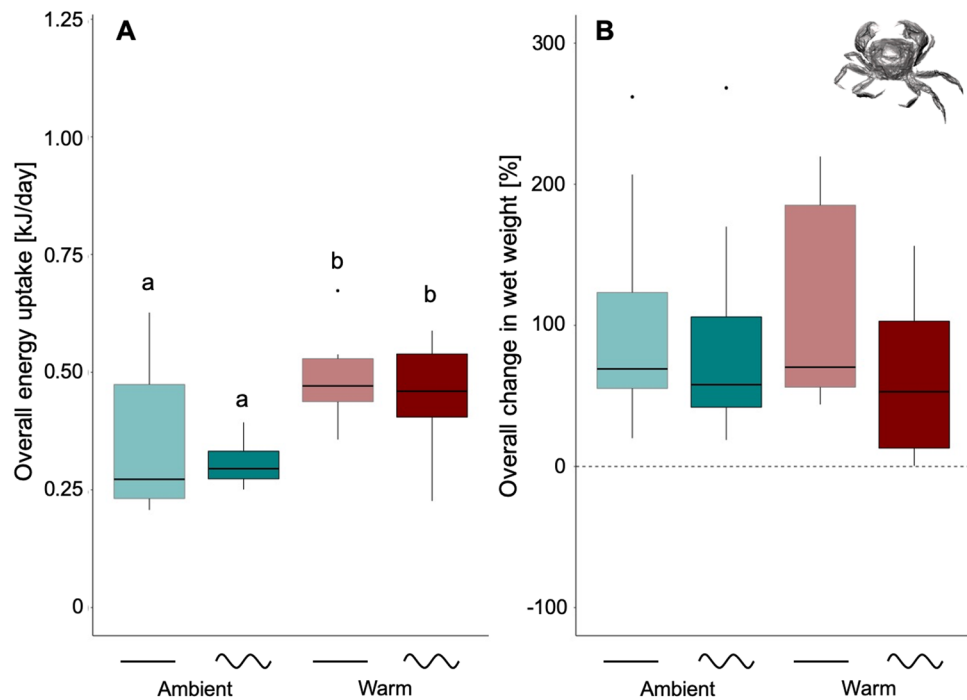 A
Overall energy uptake [kJ/day]
1.25
1.00
0.75
0.50
0.25
0
a
a
b
b
Ambient
Warm
B
Overall change in wet weight [%]
300
200
100
0
-100
Ambient
Warm